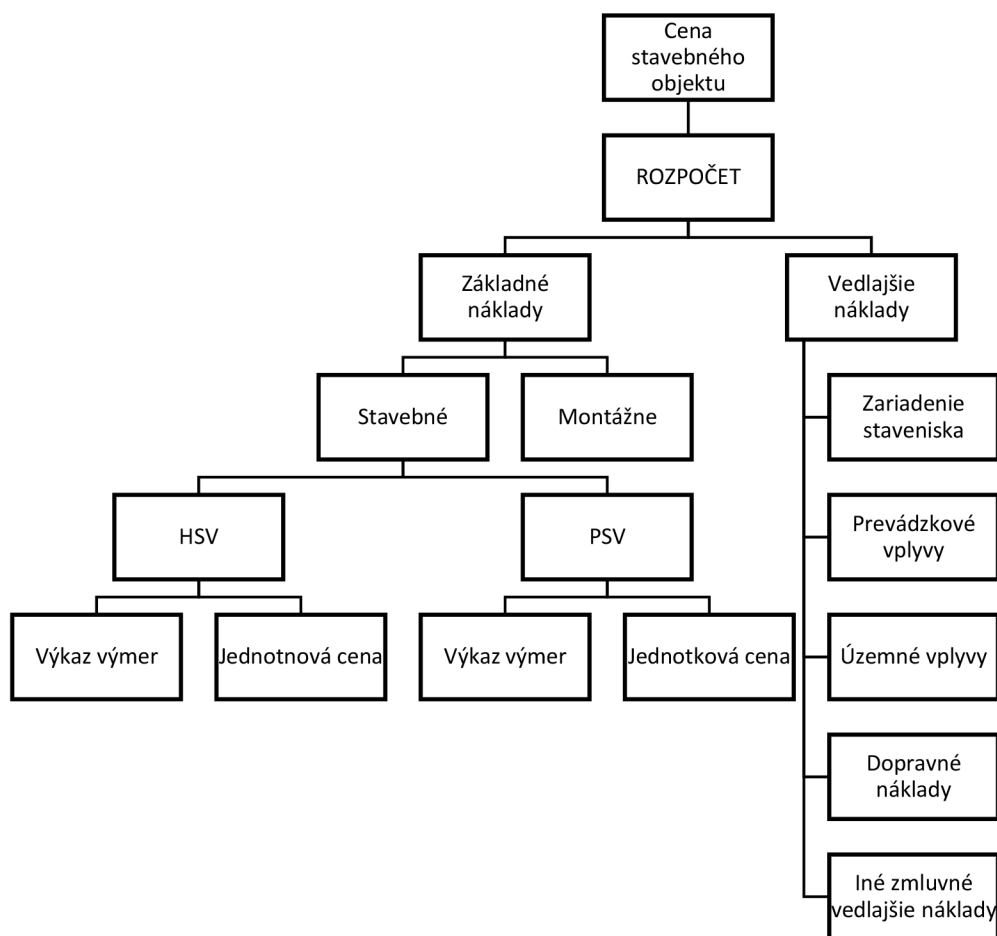 Cena
stavebného
objektu
ROZPOČET
Základné
náklady
Vedlajšie
náklady
Stavebné
Montážne
Zariadenie
staveniska
HSV
PSV
Prevádzkové
vplyvy
Výkaz výmer
Jednotnová cena
Výkaz výmer
Jednotková cena
Územné vplyvy
Dopravné
náklady
Iné zmluvné
vedlajšie náklady